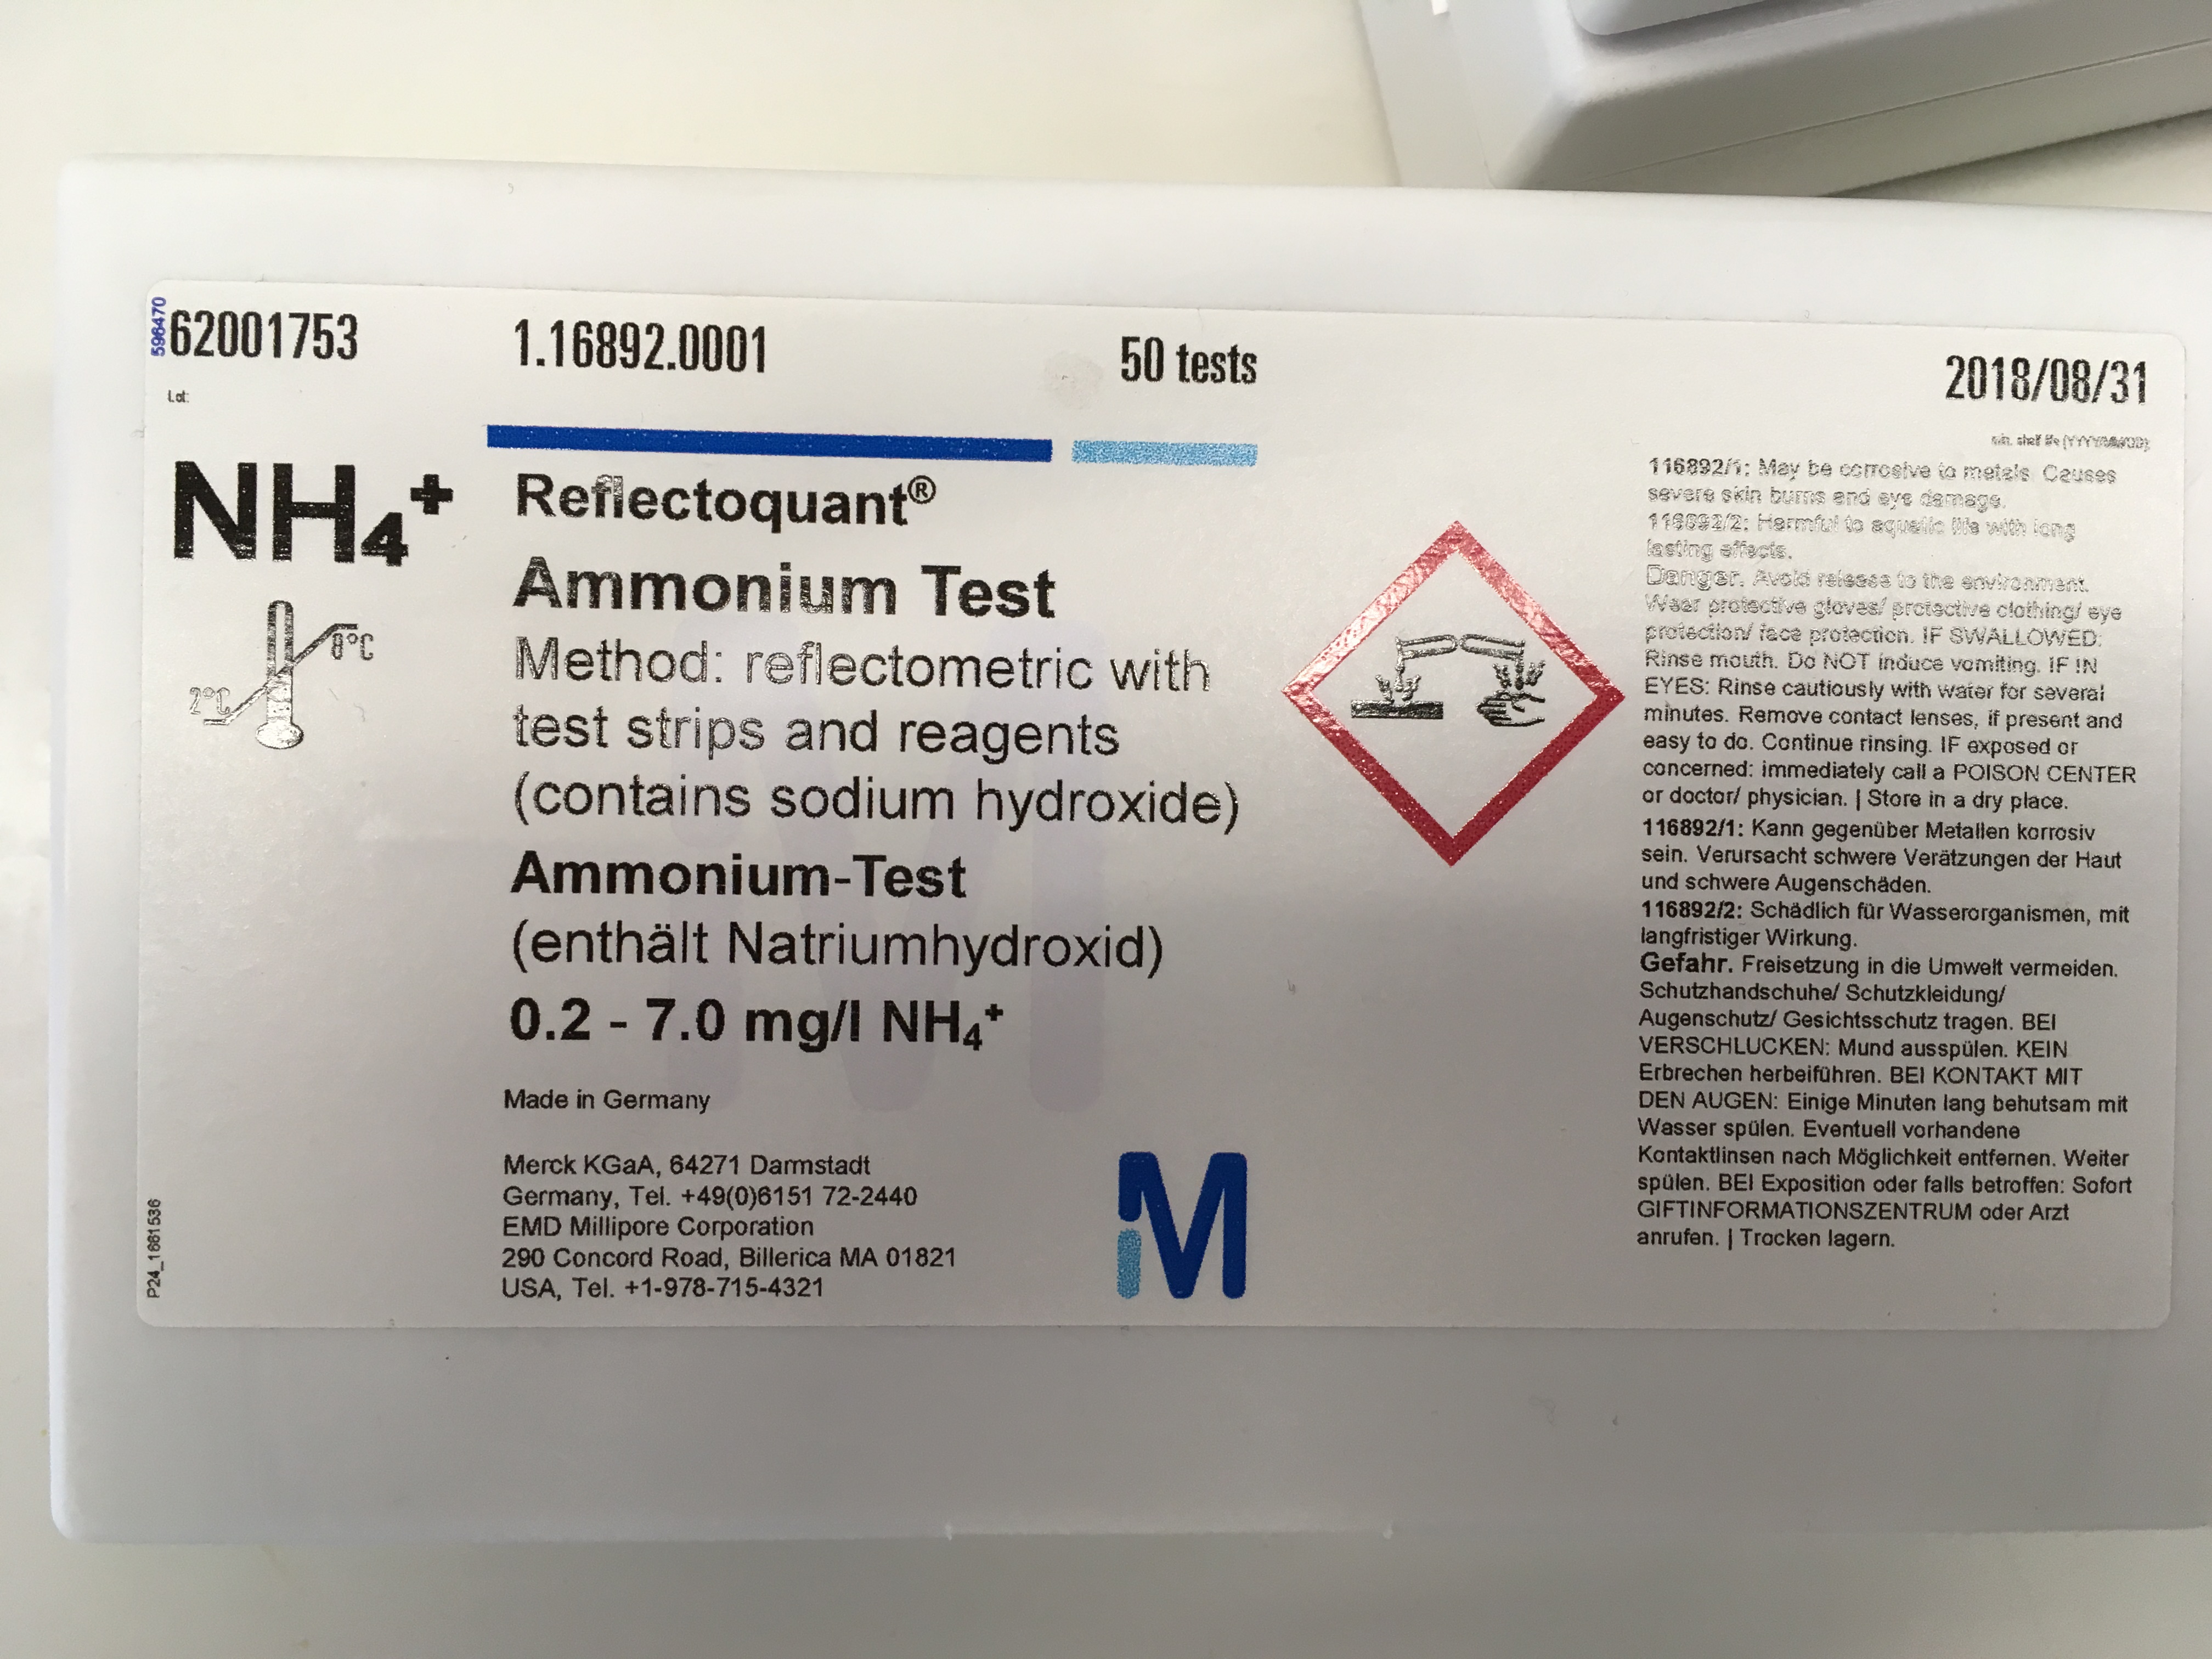 596470
62001753
1.16892.0001
50 tests
2018/08/31
Lot:
min. shelf life (YYYY/MM/DD)
NH₄⁺
8°C
2°C
Reflectoquant®
Ammonium Test
Method: reflectometric with
test strips and reagents
(contains sodium hydroxide)
Ammonium-Test
(enthält Natriumhydroxid)
0.2 - 7.0 mg/l NH₄⁺
Made in Germany
Merck KGaA, 64271 Darmstadt
Germany, Tel. +49(0)6151 72-2440
EMD Millipore Corporation
290 Concord Road, Billerica MA 01821
USA, Tel. +1-978-715-4321
P24_1681536
M
116892/1: May be corrosive to metals. Causes
severe skin burns and eye damage.
116892/2: Harmful to aquatic life with long
lasting effects.
Danger. Avoid release to the environment.
Wear protective gloves/ protective clothing/ eye
protection/ face protection. IF SWALLOWED:
Rinse mouth. Do NOT induce vomiting. IF IN
EYES: Rinse cautiously with water for several
minutes. Remove contact lenses, if present and
easy to do. Continue rinsing. IF exposed or
concerned: immediately call a POISON CENTER
or doctor/ physician. | Store in a dry place.
116892/1: Kann gegenüber Metallen korrosiv
sein. Verursacht schwere Verätzungen der Haut
und schwere Augenschäden.
116892/2: Schädlich für Wasserorganismen, mit
langfristiger Wirkung.
Gefahr. Freisetzung in die Umwelt vermeiden.
Schutzhandschuhe/ Schutzkleidung/
Augenschutz/ Gesichtsschutz tragen. BEI
VERSCHLUCKEN: Mund ausspülen. KEIN
Erbrechen herbeiführen. BEI KONTAKT MIT
DEN AUGEN: Einige Minuten lang behutsam mit
Wasser spülen. Eventuell vorhandene
Kontaktlinsen nach Möglichkeit entfernen. Weiter
spülen. BEI Exposition oder falls betroffen: Sofort
GIFTINFORMATIONSZENTRUM oder Arzt
anrufen. | Trocken lagern.